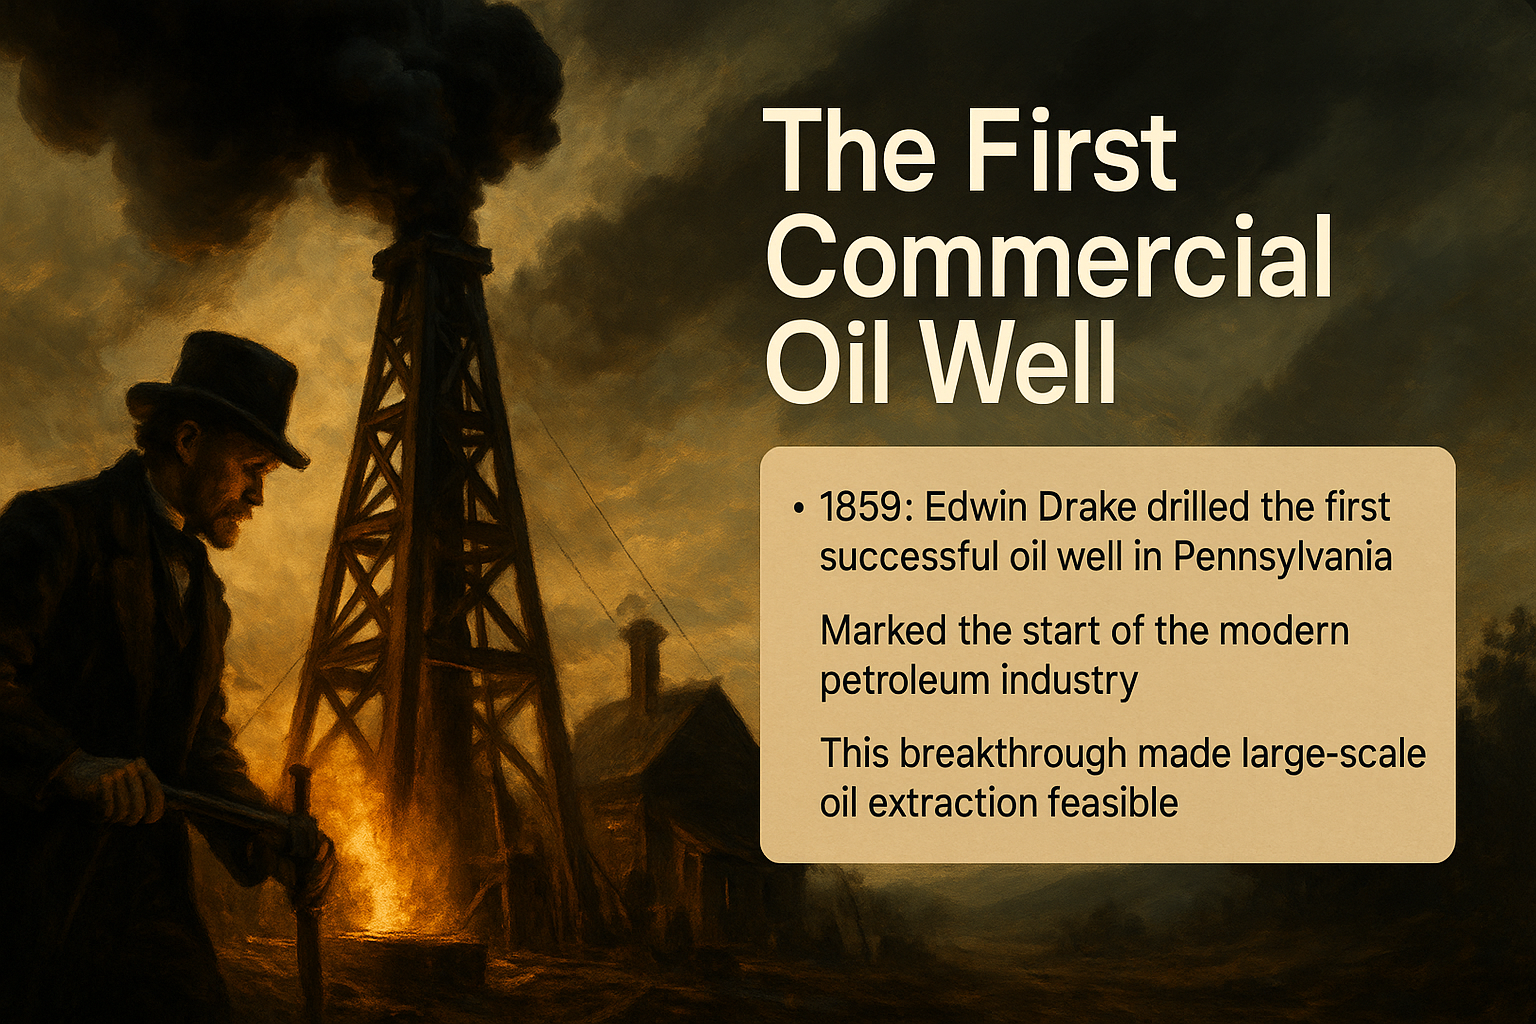 The First
Commercial
Oil Well
• 1859: Edwin Drake drilled the first
successful oil well in Pennsylvania
Marked the start of the modern
petroleum industry
This breakthrough made large-scale
oil extraction feasible